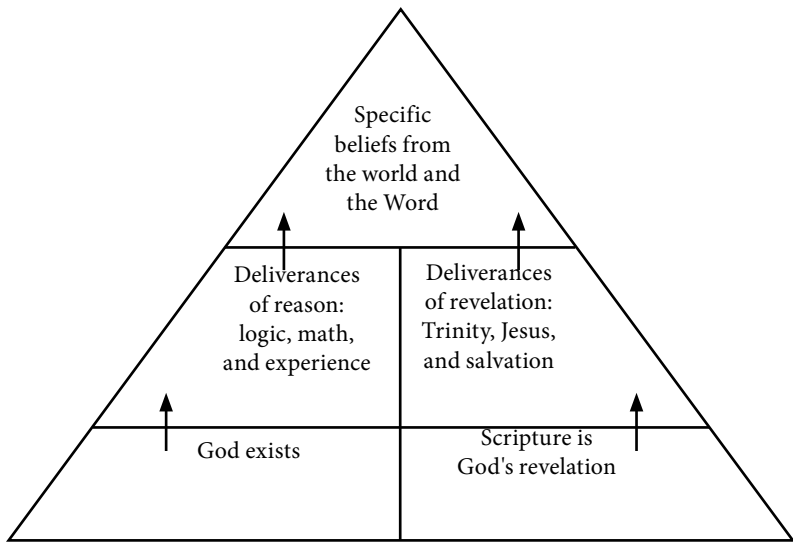 Specific
beliefs from
the world and
the Word
Deliverances
of reason:
logic, math,
and experience
Deliverances
of revelation:
Trinity, Jesus,
and salvation
God exists
Scripture is
God's revelation